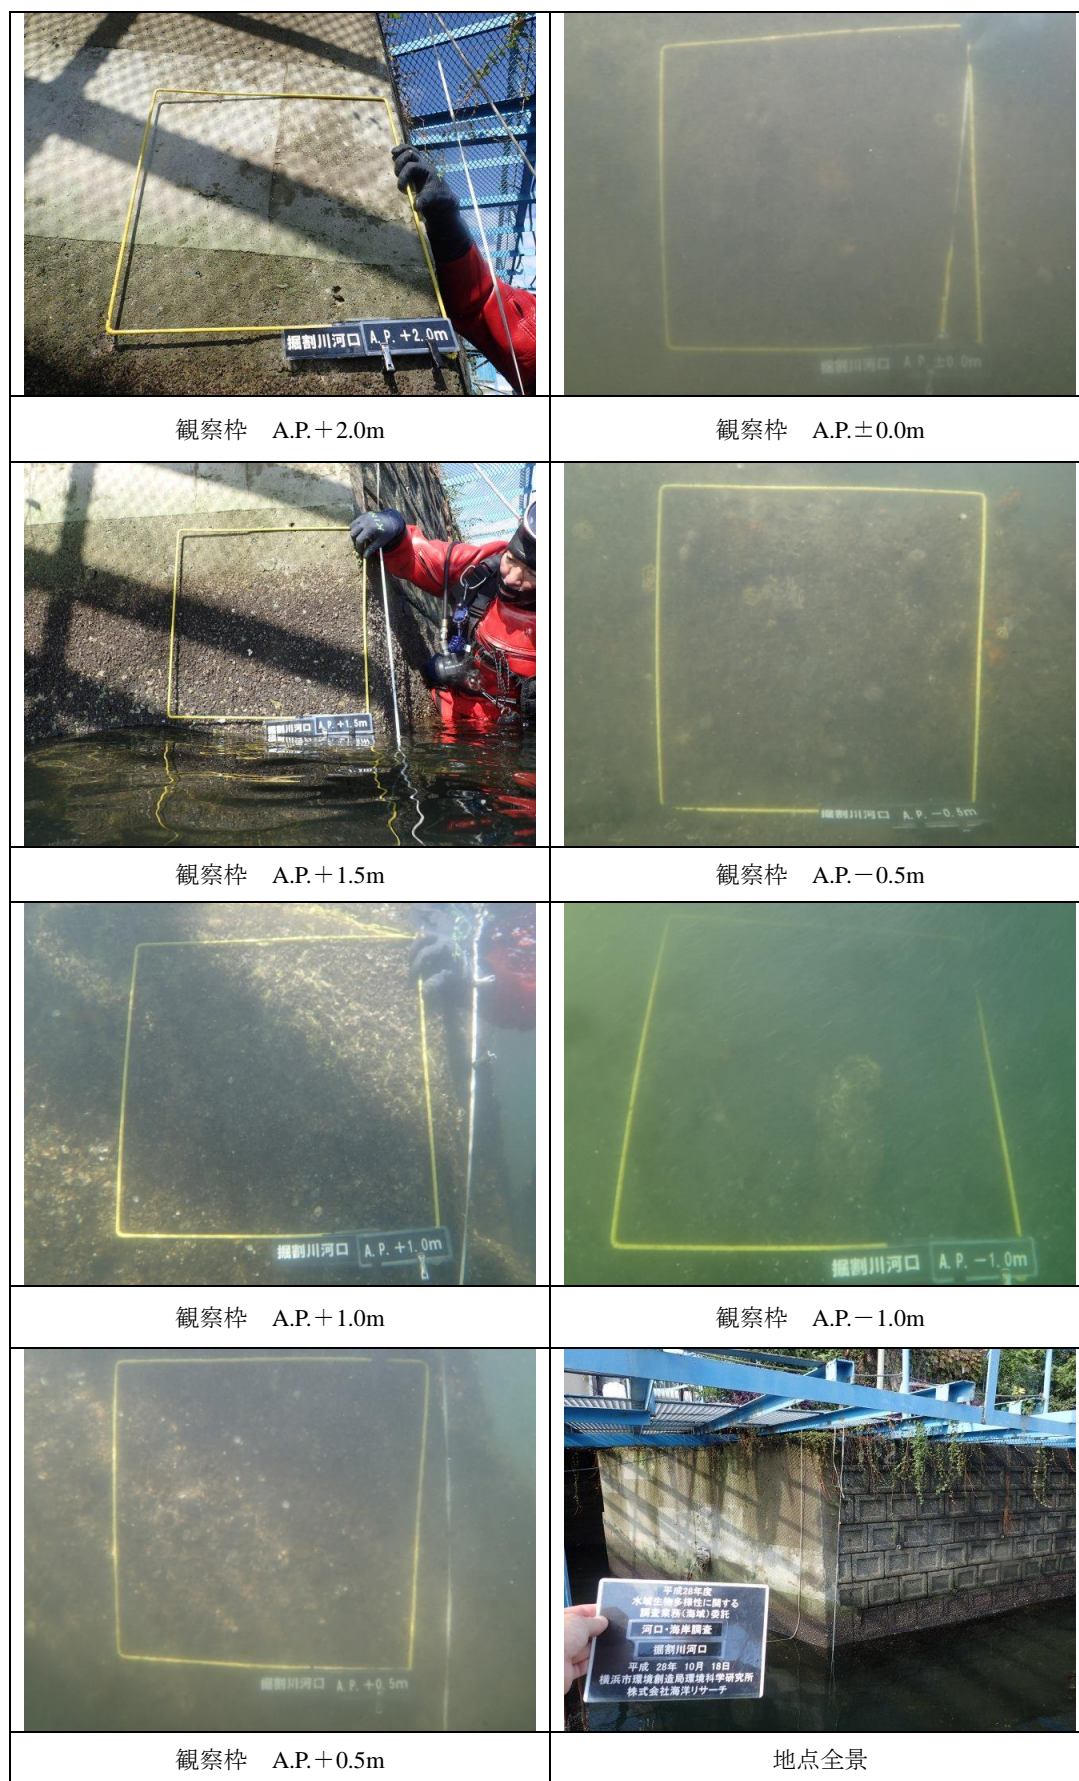 掘割川河口 A.P.+2.0m
掘割川河口 A.P.±0.0m
観察枠 A.P.＋2.0m
観察枠 A.P.±0.0m
掘割川河口 A.P.+1.5m
掘割川河口 A.P.-0.5m
観察枠 A.P.＋1.5m
観察枠 A.P.－0.5m
掘割川河口 A.P.+1.0m
掘割川河口 A.P.-1.0m
観察枠 A.P.＋1.0m
観察枠 A.P.－1.0m
掘割川河口 A.P.+0.5m
平成28年度
水域生物多様性に関する
調査業務(海域)委託
河口・海岸調査
掘割川河口
平成 28年 10月 18日
横浜市環境創造局環境科学研究所
株式会社海洋リサーチ
観察枠 A.P.＋0.5m
地点全景